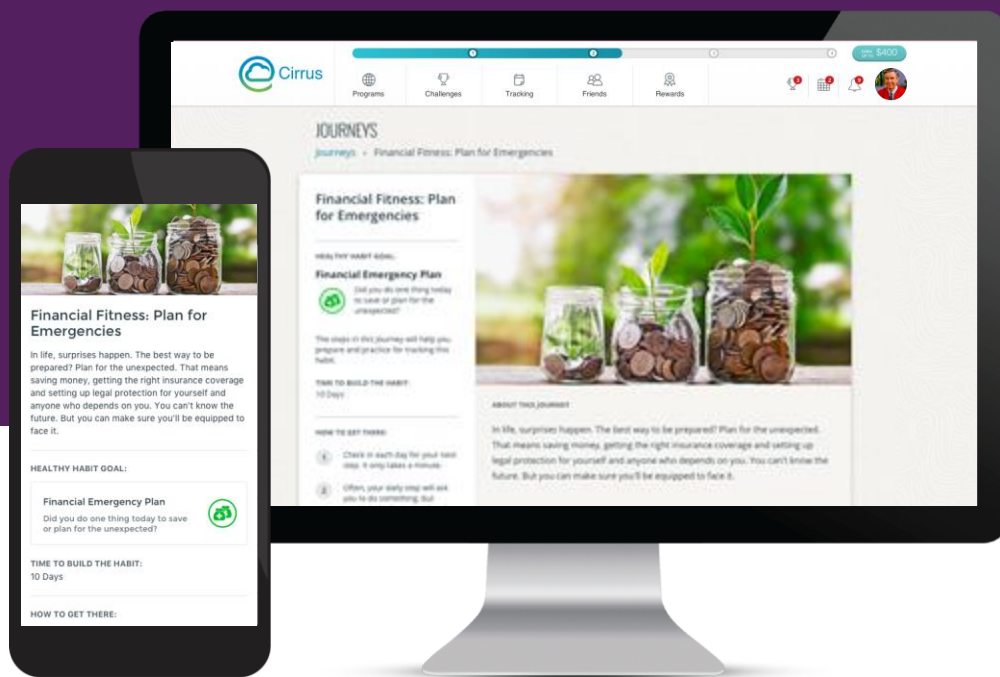 Cirrus
1
2
3
4
$400
Programs
Challenges
Tracking
Friends
Rewards
JOURNEYS
Journeys
Financial Fitness: Plan for Emergencies
Financial Fitness: Plan
for Emergencies
HEALTHY HABIT GOAL:
Financial Emergency Plan
Did you do one thing today
to save or plan for the
unexpected?
The steps in this journey will help you
prepare and practice for tracking this
habit.
TIME TO BUILD THE HABIT:
10 Days
HOW TO GET THERE:
1 Check in each day for your next
step. It only takes a minute.
2 Often, your daily step will ask
you to do something, but
ABOUT THIS JOURNEY
In life, surprises happen. The best way to be prepared? Plan for the unexpected.
That means saving money, getting the right insurance coverage and setting up
legal protection for yourself and anyone who depends on you. You can't know the
future. But you can make sure you'll be equipped to face it.
Financial Fitness: Plan for
Emergencies
In life, surprises happen. The best way to be
prepared? Plan for the unexpected. That means
saving money, getting the right insurance coverage
and setting up legal protection for yourself and
anyone who depends on you. You can't know the
future. But you can make sure you'll be equipped to
face it.
HEALTHY HABIT GOAL:
Financial Emergency Plan
Did you do one thing today to save
or plan for the unexpected?
TIME TO BUILD THE HABIT:
10 Days
HOW TO GET THERE: